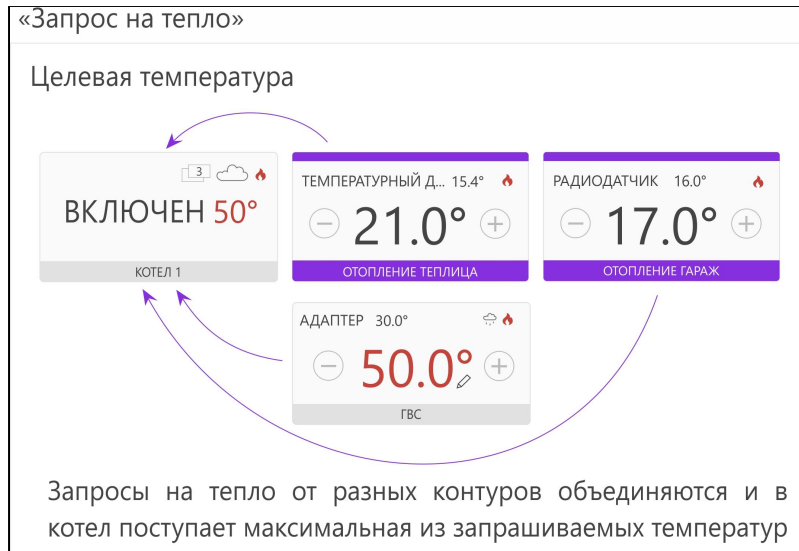 «Запрос на тепло»
Целевая температура
3
ВКЛЮЧЕН 50°
КОТЕЛ 1
ТЕМПЕРАТУРНЫЙ Д... 15.4°
21.0°
ОТОПЛЕНИЕ ТЕПЛИЦА
РАДИОДАТЧИК 16.0°
17.0°
ОТОПЛЕНИЕ ГАРАЖ
АДАПТЕР 30.0°
50.0°
ГВС
Запросы на тепло от разных контуров объединяются и в
котел поступает максимальная из запрашиваемых температур